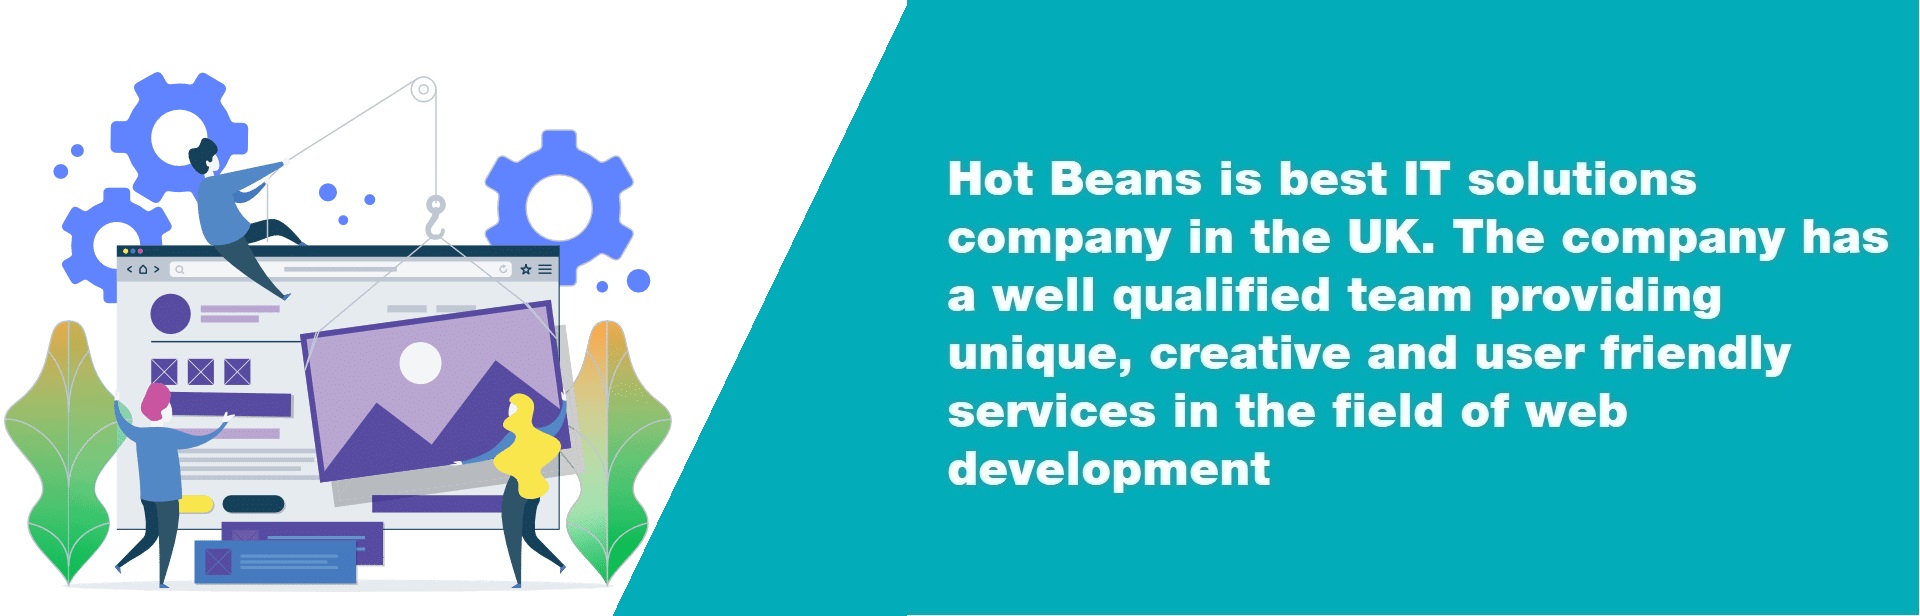 Hot Beans is best IT solutions
company in the UK. The company has
a well qualified team providing
unique, creative and user friendly
services in the field of web
development